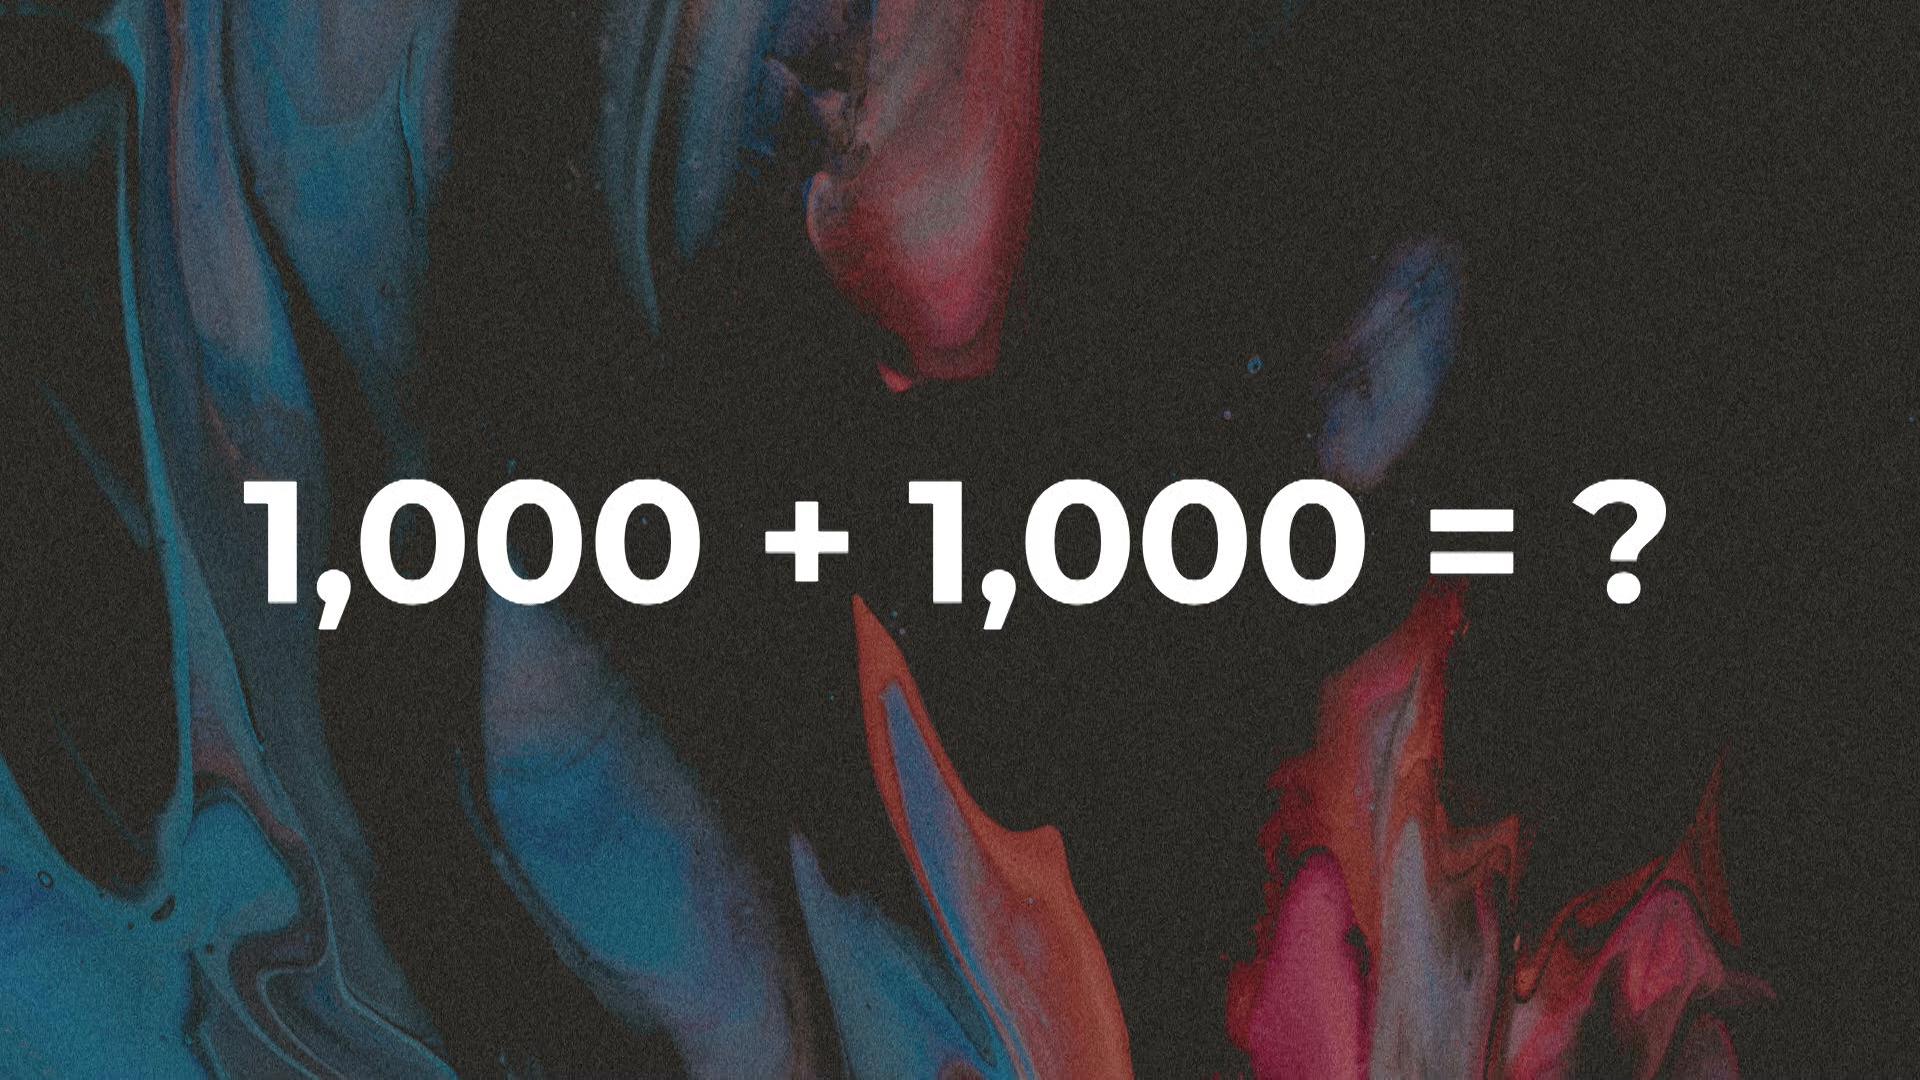 1,000 + 1,000 = ?